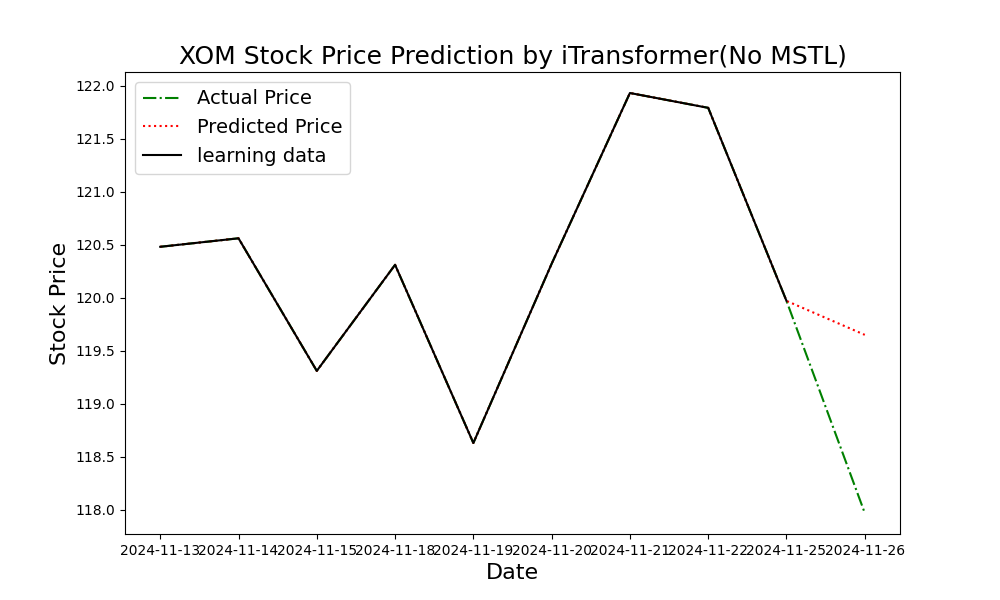 XOM Stock Price Prediction by iTransformer(No MSTL)
Actual Price
Predicted Price
learning data
122.0
121.5
121.0
120.5
120.0
119.5
119.0
118.5
118.0
Stock Price
2024-11-13 2024-11-14 2024-11-15 2024-11-18 2024-11-19 2024-11-20 2024-11-21 2024-11-22 2024-11-25 2024-11-26
Date